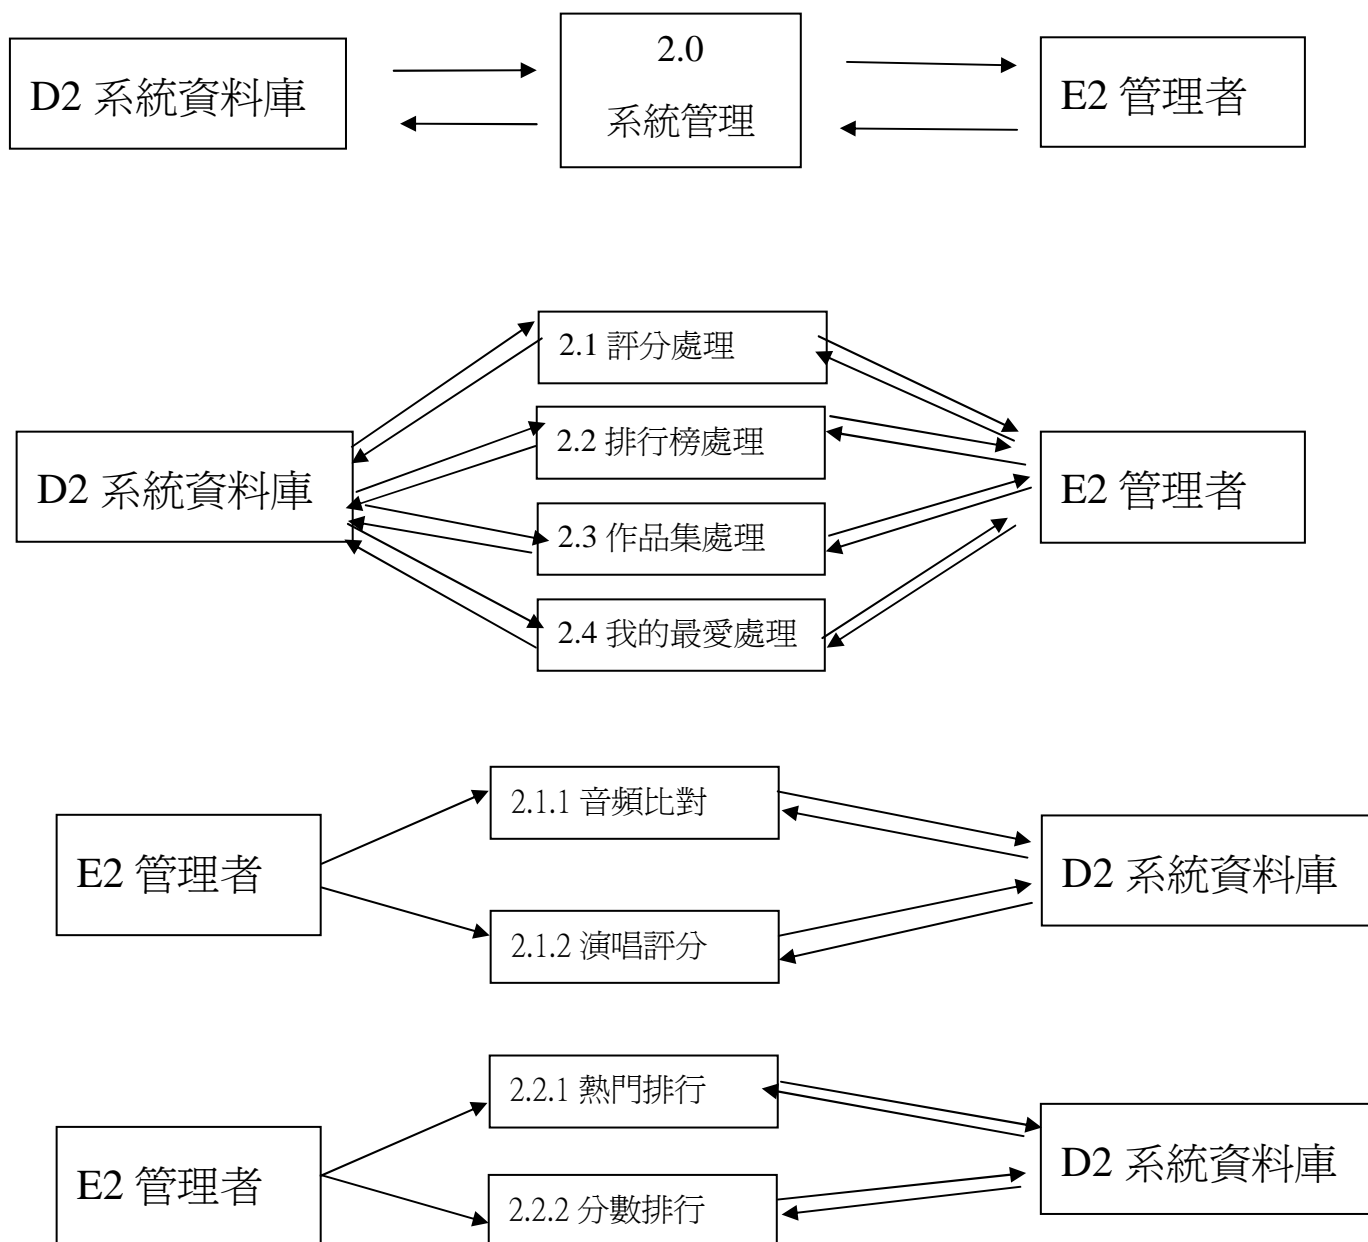 2.0
D2 系統資料庫
系統管理
E2 管理者
2.1 評分處理
2.2 排行榜處理
D2 系統資料庫
E2 管理者
2.3 作品集處理
2.4 我的最愛處理
2.1.1 音頻比對
E2 管理者
D2 系統資料庫
2.1.2 演唱評分
2.2.1 熱門排行
E2 管理者
D2 系統資料庫
2.2.2 分數排行